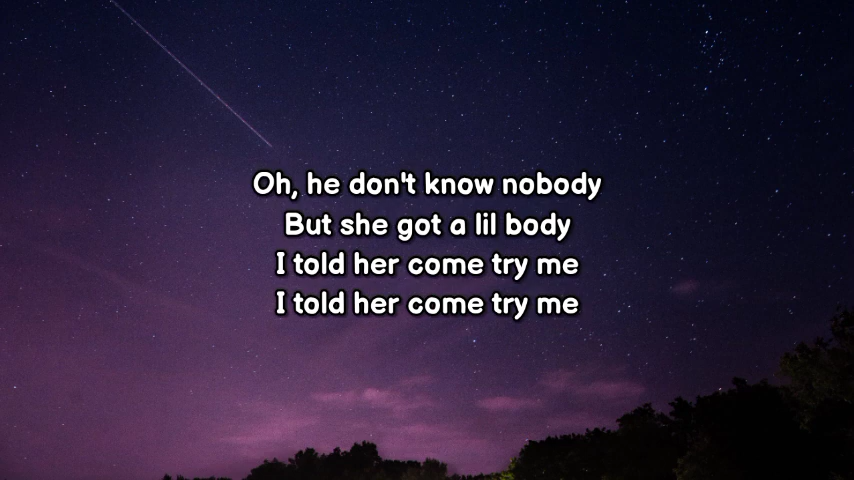 Oh, he don't know nobody
But she got a lil body
I told her come try me
I told her come try me